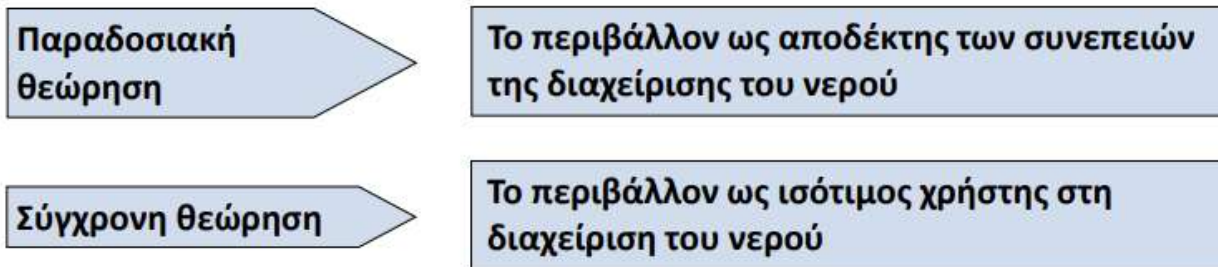 Παραδοσιακή
θεώρηση
Το περιβάλλον ως αποδέκτης των συνεπειών
της διαχείρισης του νερού
Σύγχρονη θεώρηση
Το περιβάλλον ως ισότιμος χρήστης στη
διαχείριση του νερού